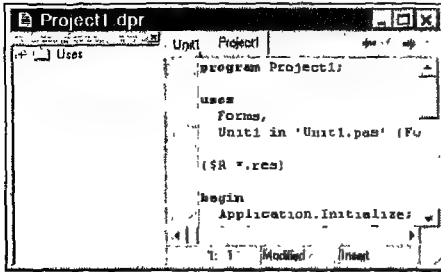 Project1.dpr
Uses
Unit1 Project1
program Project1;
uses
Forms,
Unit1 in 'Unit1.pas' {Fo
{$R *.res}
begin
Application.Initialize;
1: 1 Modified Insert